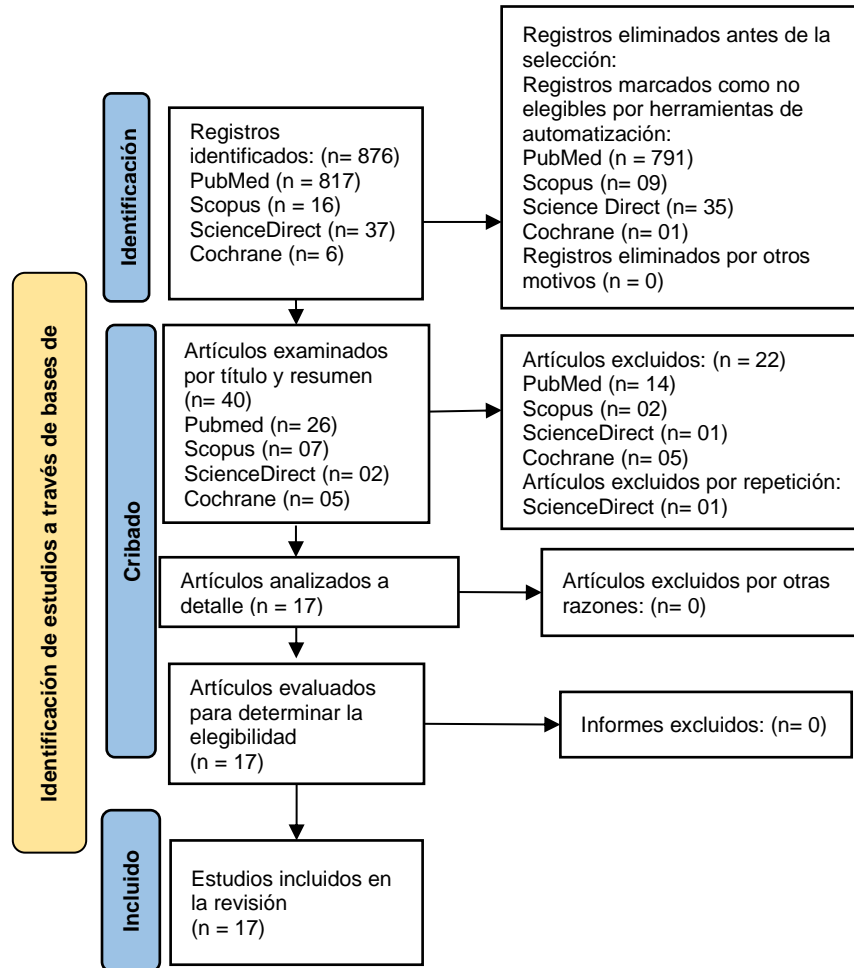 Identificación de estudios a través de bases de
Identificación
Registros
identificados: (n= 876)
PubMed (n = 817)
Scopus (n = 16)
ScienceDirect (n= 37)
Cochrane (n= 6)
Registros eliminados antes de la
selección:
Registros marcados como no
elegibles por herramientas de
automatización:
PubMed (n = 791)
Scopus (n= 09)
Science Direct (n= 35)
Cochrane (n= 01)
Registros eliminados por otros
motivos (n = 0)
Cribado
Artículos examinados
por título y resumen
(n= 40)
Pubmed (n= 26)
Scopus (n= 07)
ScienceDirect (n= 02)
Cochrane (n= 05)
Artículos excluidos: (n = 22)
PubMed (n= 14)
Scopus (n= 02)
ScienceDirect (n= 01)
Cochrane (n= 05)
Artículos excluidos por repetición:
ScienceDirect (n= 01)
Artículos analizados a
detalle (n = 17)
Artículos excluidos por otras
razones: (n= 0)
Artículos evaluados
para determinar la
elegibilidad
(n = 17)
Informes excluidos: (n= 0)
Incluido
Estudios incluidos en
la revisión
(n = 17)